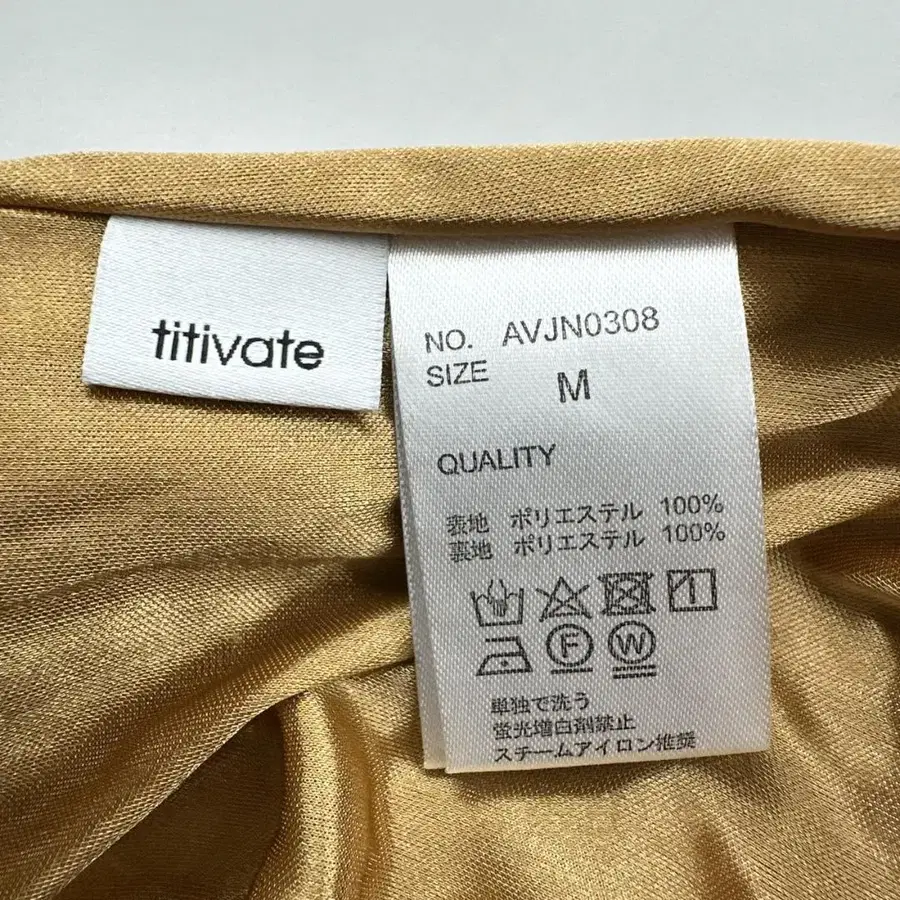 titivate
NO. AVJN0308
SIZE M
QUALITY
表地 ポリエステル 100%
裏地 ポリエステル 100%
F W
単独で洗う
蛍光増白剤禁止
スチームアイロン推奨